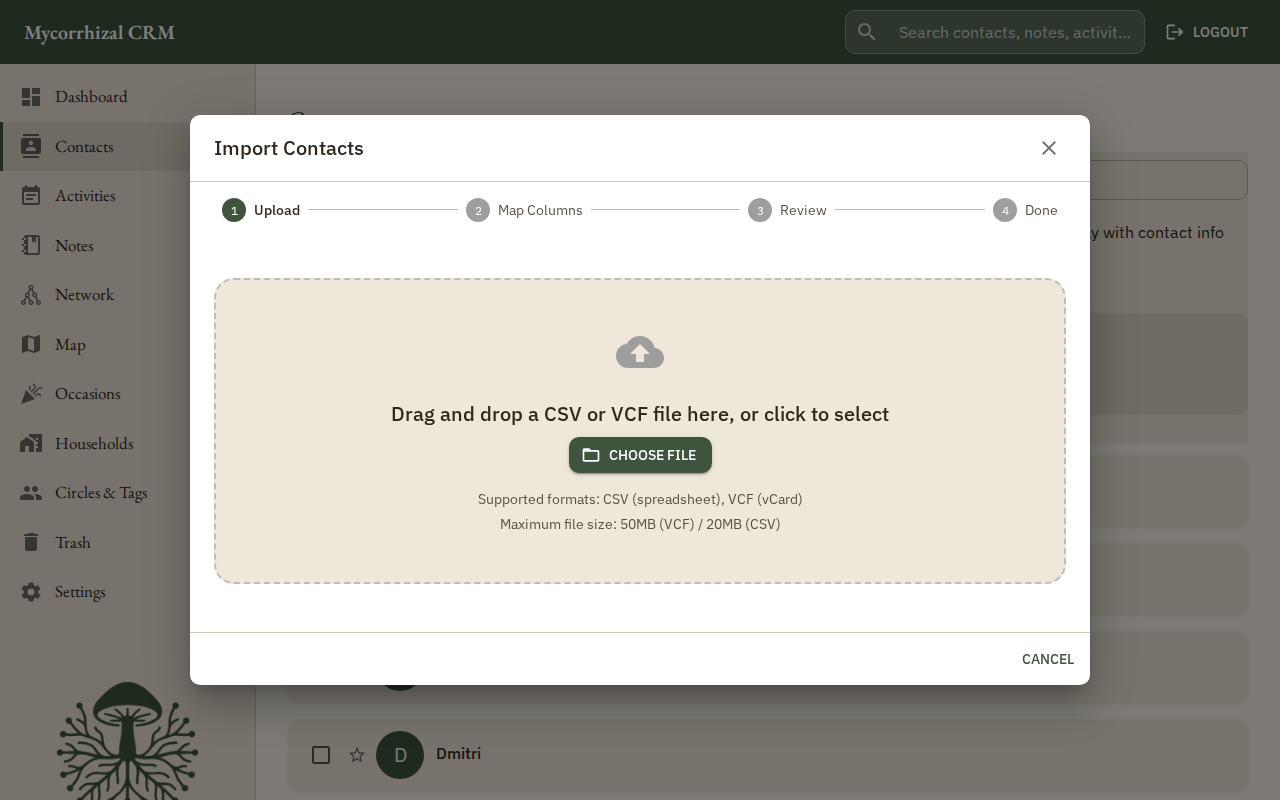 Mycorrhizal CRM
Search contacts, notes, activit...
LOGOUT
Dashboard
Contacts
Activities
Notes
Network
Map
Occasions
Households
Circles & Tags
Trash
Settings
Import Contacts
1 Upload
2 Map Columns
3 Review
4 Done
Drag and drop a CSV or VCF file here, or click to select
CHOOSE FILE
Supported formats: CSV (spreadsheet), VCF (vCard)
Maximum file size: 50MB (VCF) / 20MB (CSV)
CANCEL
with contact info
D
Dmitri